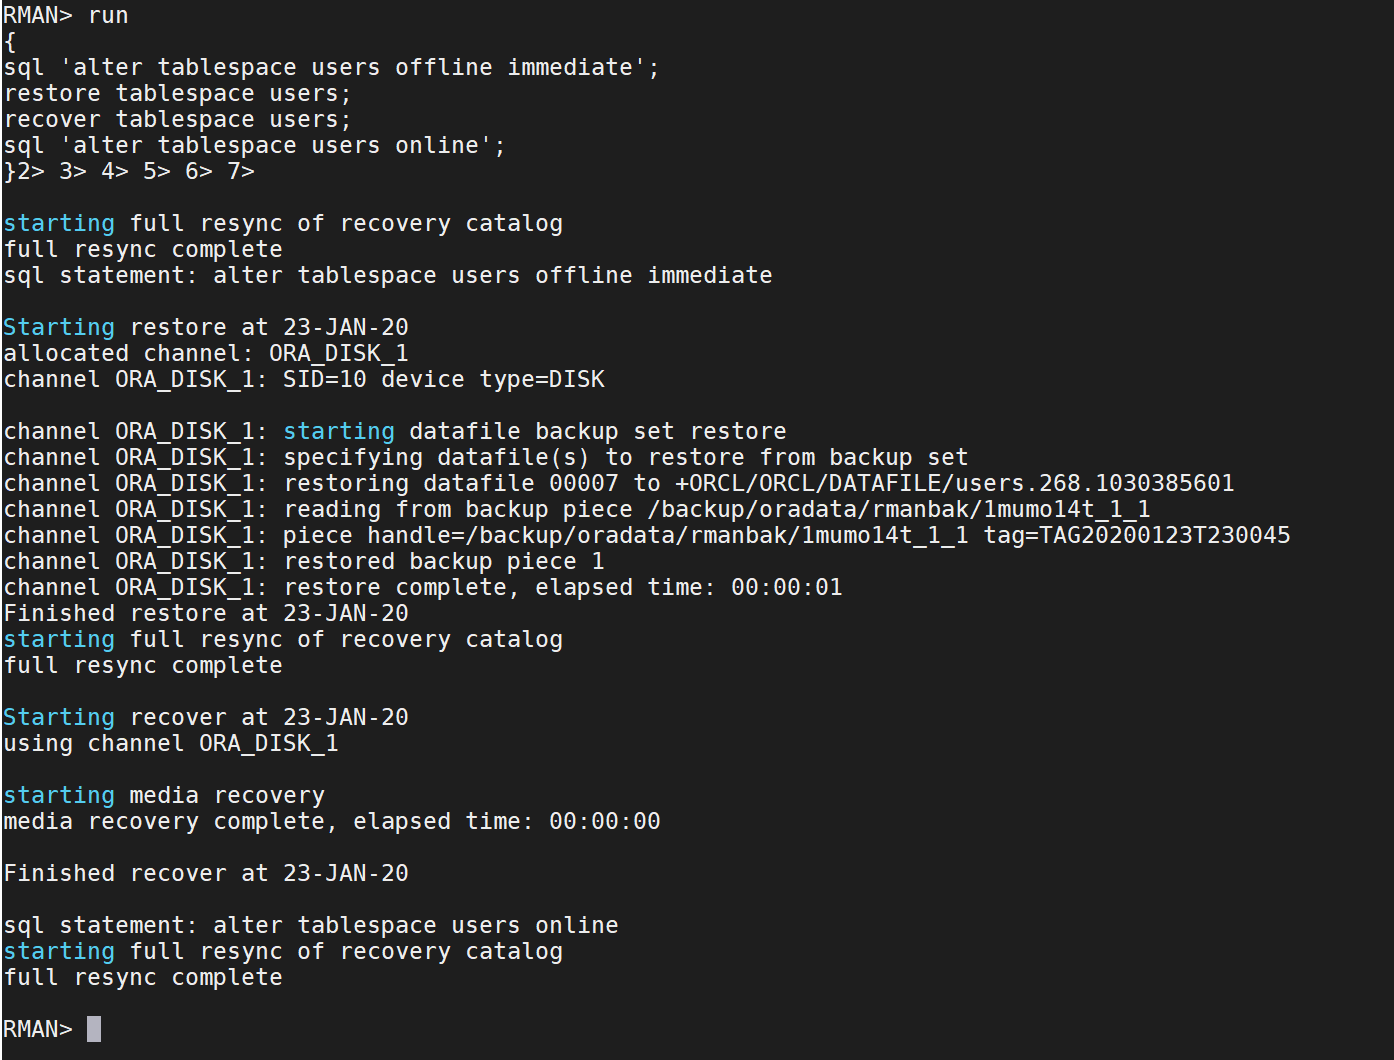 RMAN> run
{
sql 'alter tablespace users offline immediate';
restore tablespace users;
recover tablespace users;
sql 'alter tablespace users online';
}2> 3> 4> 5> 6> 7>
starting full resync of recovery catalog
full resync complete
sql statement: alter tablespace users offline immediate
Starting restore at 23-JAN-20
allocated channel: ORA_DISK_1
channel ORA_DISK_1: SID=10 device type=DISK
channel ORA_DISK_1: starting datafile backup set restore
channel ORA_DISK_1: specifying datafile(s) to restore from backup set
channel ORA_DISK_1: restoring datafile 00007 to +ORCL/ORCL/DATAFILE/users.268.1030385601
channel ORA_DISK_1: reading from backup piece /backup/oradata/rmanbak/1mumo14t_1_1
channel ORA_DISK_1: piece handle=/backup/oradata/rmanbak/1mumo14t_1_1 tag=TAG20200123T230045
channel ORA_DISK_1: restored backup piece 1
channel ORA_DISK_1: restore complete, elapsed time: 00:00:01
Finished restore at 23-JAN-20
starting full resync of recovery catalog
full resync complete
Starting recover at 23-JAN-20
using channel ORA_DISK_1
starting media recovery
media recovery complete, elapsed time: 00:00:00
Finished recover at 23-JAN-20
sql statement: alter tablespace users online
starting full resync of recovery catalog
full resync complete
RMAN>